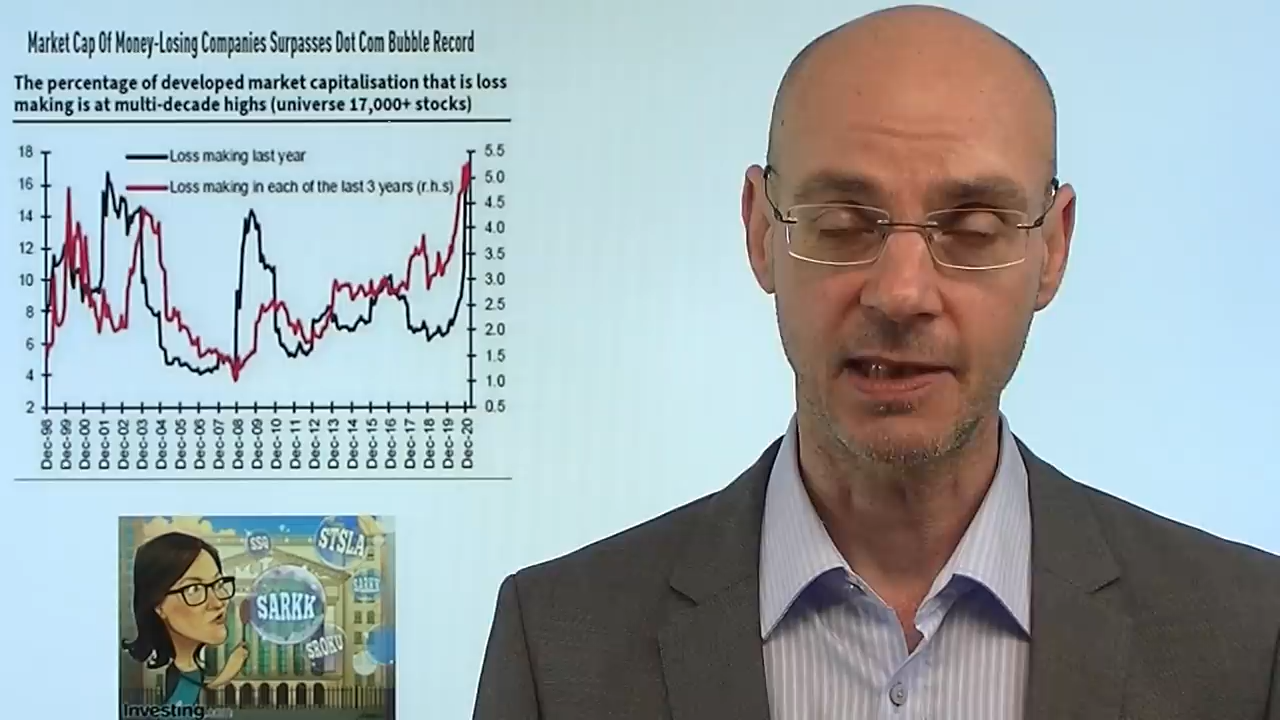 Market Cap Of Money-Losing Companies Surpasses Dot Com Bubble Record
The percentage of developed market capitalisation that is loss
making is at multi-decade highs (universe 17,000+ stocks)
Loss making last year
Loss making in each of the last 3 years (r.h.s)
18
16
14
12
10
8
6
4
2
5.5
5.0
4.5
4.0
3.5
3.0
2.5
2.0
1.5
1.0
0.5
Dec-98
Dec-99
Dec-00
Dec-01
Dec-02
Dec-03
Dec-04
Dec-05
Dec-06
Dec-07
Dec-08
Dec-09
Dec-10
Dec-11
Dec-12
Dec-13
Dec-14
Dec-15
Dec-16
Dec-17
Dec-18
Dec-19
Dec-20
$SQ
$TSLA
$ARKK
$ARKK
$ROKU
Investing.com